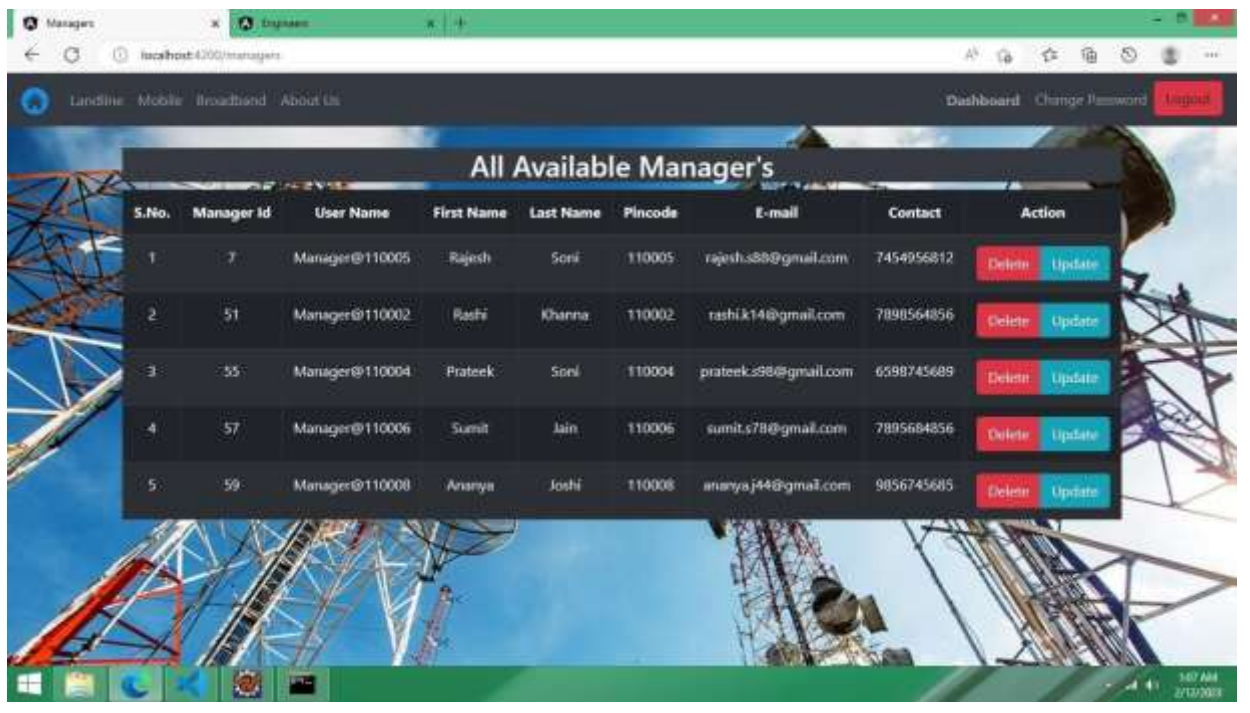 Managers
Engineers
localhost:4200/managers
Landline Mobile Broadband About Us Dashboard Change Password Logout
All Available Manager's
S.No. Manager Id User Name First Name Last Name Pincode E-mail Contact Action
1 7 Manager@110005 Rajesh Soni 110005 rajesh.s88@gmail.com 7454956812 Delete Update
2 51 Manager@110002 Rashi Khanna 110002 rashi.k14@gmail.com 7898564856 Delete Update
3 55 Manager@110004 Prateek Soni 110004 prateek.s98@gmail.com 6598745689 Delete Update
4 57 Manager@110006 Sumit Jain 110006 sumit.s78@gmail.com 7895684856 Delete Update
5 59 Manager@110008 Ananya Joshi 110008 ananya.j44@gmail.com 9856745685 Delete Update
2/12/2023